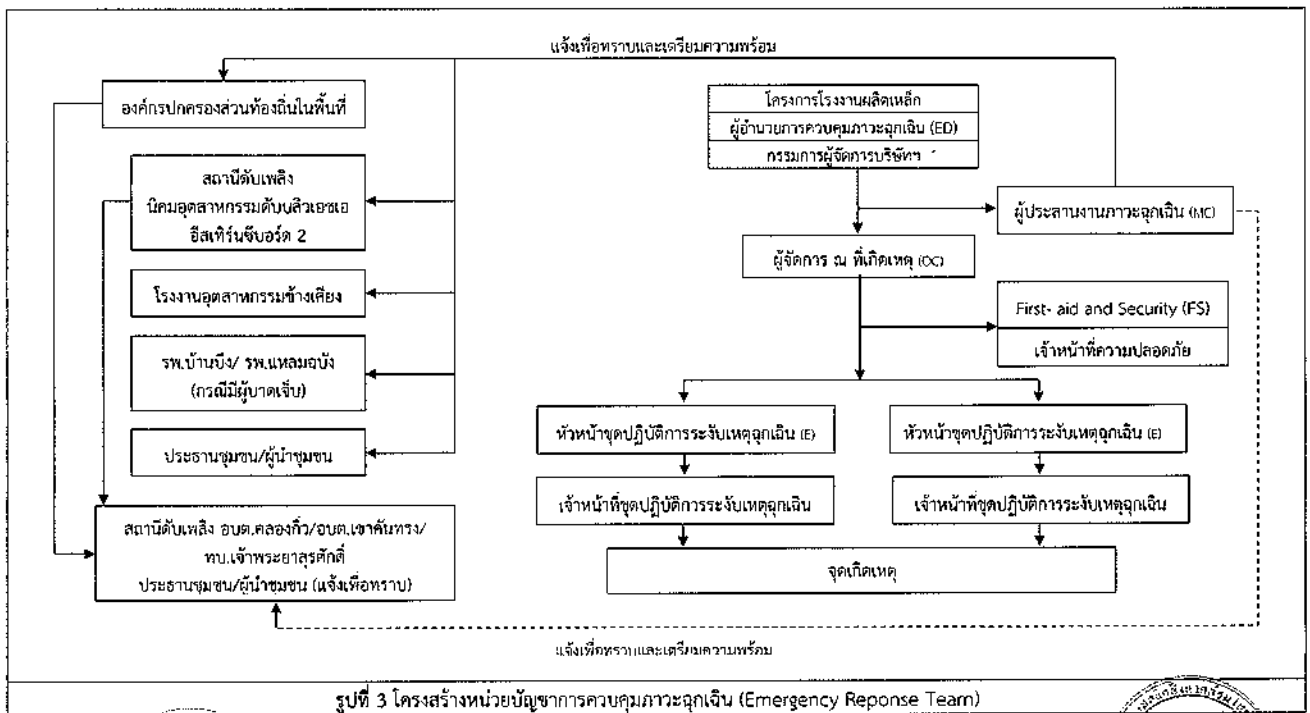 แจ้งเพื่อทราบและเตรียมความพร้อม
องค์กรปกครองส่วนท้องถิ่นในพื้นที่
สถานีดับเพลิง
นิคมอุตสาหกรรมดับบลิวเอชเอ
อีสเทิร์นซีบอร์ด 2
โรงงานอุตสาหกรรมข้างเคียง
รพ.บ้านบึง/ รพ.แหลมฉบัง
(กรณีมีผู้บาดเจ็บ)
ประธานชุมชน/ผู้นำชุมชน
สถานีดับเพลิง อบต.คลองกิ่ว/อบต.เขาคันทรง/
ทบ.เจ้าพระยาสุรศักดิ์
ประธานชุมชน/ผู้นำชุมชน (แจ้งเพื่อทราบ)
โครงการโรงงานผลิตเหล็ก
ผู้อำนวยการควบคุมภาวะฉุกเฉิน (ED)
กรรมการผู้จัดการบริษัทฯ
ผู้ประสานงานภาวะฉุกเฉิน (MC)
ผู้จัดการ ณ ที่เกิดเหตุ (OC)
First- aid and Security (FS)
เจ้าหน้าที่ความปลอดภัย
หัวหน้าชุดปฏิบัติการระงับเหตุฉุกเฉิน (E)
หัวหน้าชุดปฏิบัติการระงับเหตุฉุกเฉิน (E)
เจ้าหน้าที่ชุดปฏิบัติการระงับเหตุฉุกเฉิน
เจ้าหน้าที่ชุดปฏิบัติการระงับเหตุฉุกเฉิน
จุดเกิดเหตุ
แจ้งเพื่อทราบและเตรียมความพร้อม
รูปที่ 3 โครงสร้างหน่วยบัญชาการควบคุมภาวะฉุกเฉิน (Emergency Reponse Team)